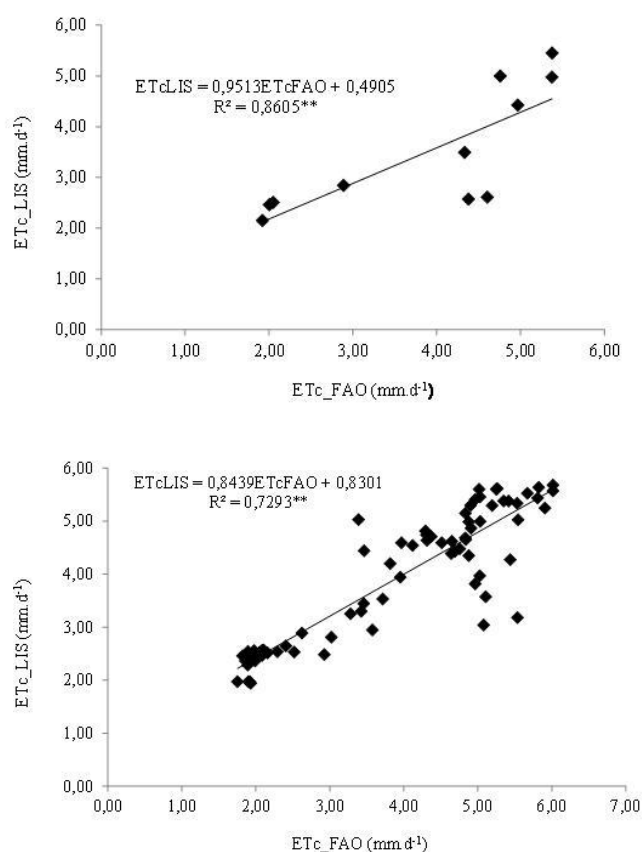 6,00
5,00
4,00
3,00
2,00
1,00
0,00
ETcLIS = 0,9513ETcFAO + 0,4905
R² = 0,8605**
ETc_LIS (mm.d⁻¹)
0,00 1,00 2,00 3,00 4,00 5,00 6,00
ETc_FAO (mm.d⁻¹)
6,00
5,00
4,00
3,00
2,00
1,00
0,00
ETcLIS = 0,8439ETcFAO + 0,8301
R² = 0,7293**
ETc_LIS (mm.d⁻¹)
0,00 1,00 2,00 3,00 4,00 5,00 6,00 7,00
ETc_FAO (mm.d⁻¹)